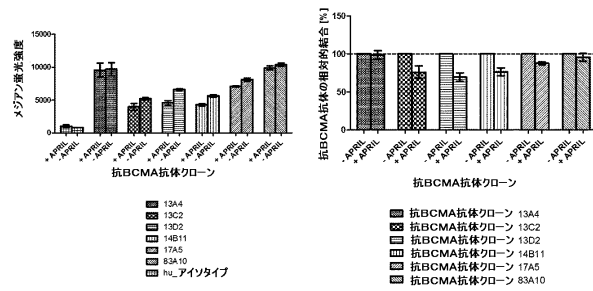 メジアン蛍光強度
15000
10000
5000
0
+ APRIL
- APRIL
+ APRIL
- APRIL
+ APRIL
- APRIL
+ APRIL
- APRIL
+ APRIL
- APRIL
+ APRIL
- APRIL
+ APRIL
- APRIL
抗BCMA抗体クローン
13A4
13C2
13D2
14B11
17A5
83A10
hu_アイソタイプ
抗BCMA抗体の相対的結合 [%]
150
100
50
0
- APRIL
+ APRIL
- APRIL
+ APRIL
- APRIL
+ APRIL
- APRIL
+ APRIL
- APRIL
+ APRIL
- APRIL
+ APRIL
抗BCMA抗体クローン
抗BCMA抗体クローン 13A4
抗BCMA抗体クローン 13C2
抗BCMA抗体クローン 13D2
抗BCMA抗体クローン 14B11
抗BCMA抗体クローン 17A5
抗BCMA抗体クローン 83A10